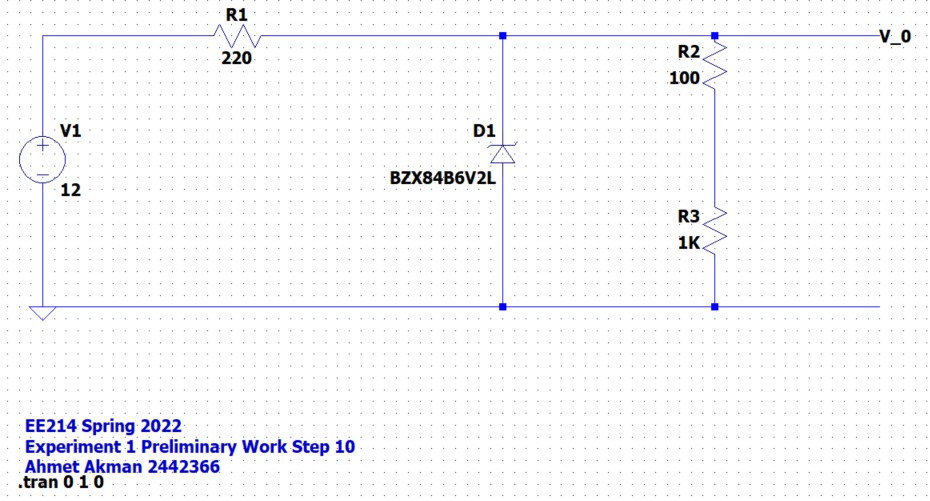 R1
220
V_0
R2
100
V1
12
D1
BZX84B6V2L
R3
1K
EE214 Spring 2022
Experiment 1 Preliminary Work Step 10
Ahmet Akman 2442366
.tran 0 1 0